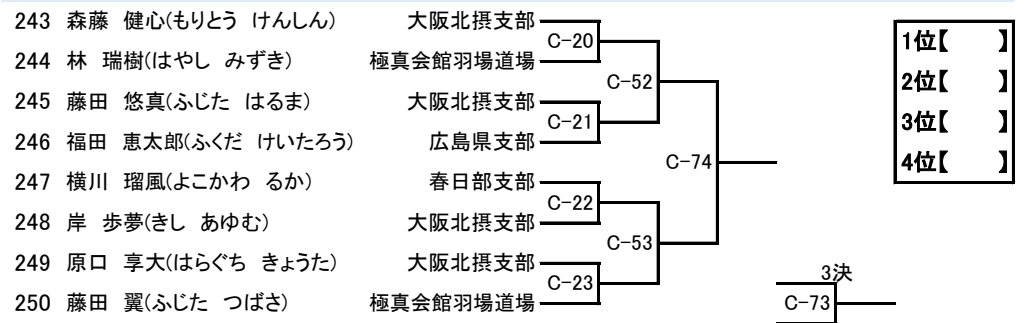 243 森藤 健心(もりとう けんしん) 大阪北摂支部
C-20
244 林 瑞樹(はやし みずき) 極真会館羽場道場
C-52
245 藤田 悠真(ふじた はるま) 大阪北摂支部
C-21
246 福田 恵太郎(ふくだ けいたろう) 広島県支部
C-74
247 横川 瑠風(よこかわ るか) 春日部支部
C-22
248 岸 歩夢(きし あゆむ) 大阪北摂支部
C-53
249 原口 享大(はらぐち きょうた) 大阪北摂支部
C-23
250 藤田 翼(ふじた つばさ) 極真会館羽場道場
1位【 】
2位【 】
3位【 】
4位【 】
3決
C-73